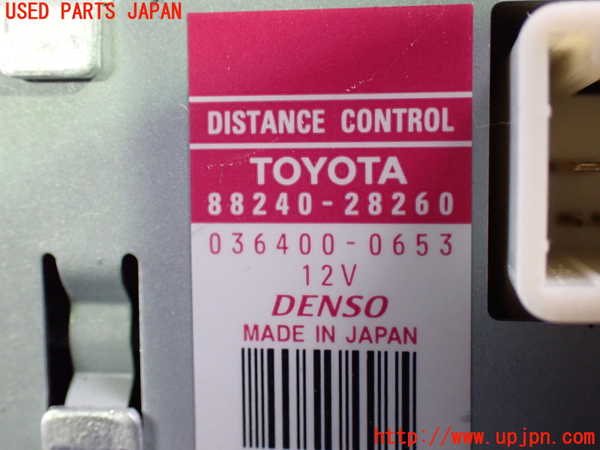 USED PARTS JAPAN
DISTANCE CONTROL
TOYOTA
88240-28260
036400-0653
12V
DENSO
MADE IN JAPAN
http://www.upjpn.com/